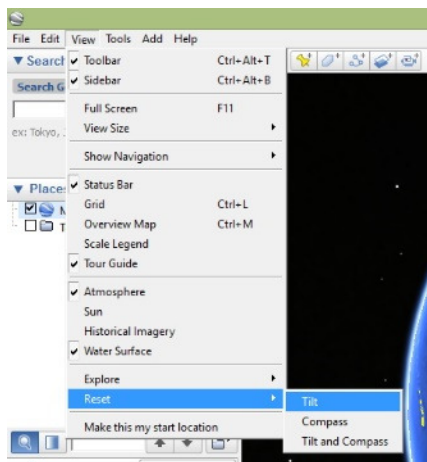 File Edit View Tools Add Help
▼ Search
Search G
ex: Tokyo,
▼ Places
✓ Toolbar Ctrl+Alt+T
✓ Sidebar Ctrl+Alt+B
Full Screen F11
View Size
Show Navigation
✓ Status Bar
Grid Ctrl+L
Overview Map Ctrl+M
Scale Legend
✓ Tour Guide
✓ Atmosphere
Sun
Historical Imagery
✓ Water Surface
Explore
Reset
Make this my start location
Tilt
Compass
Tilt and Compass